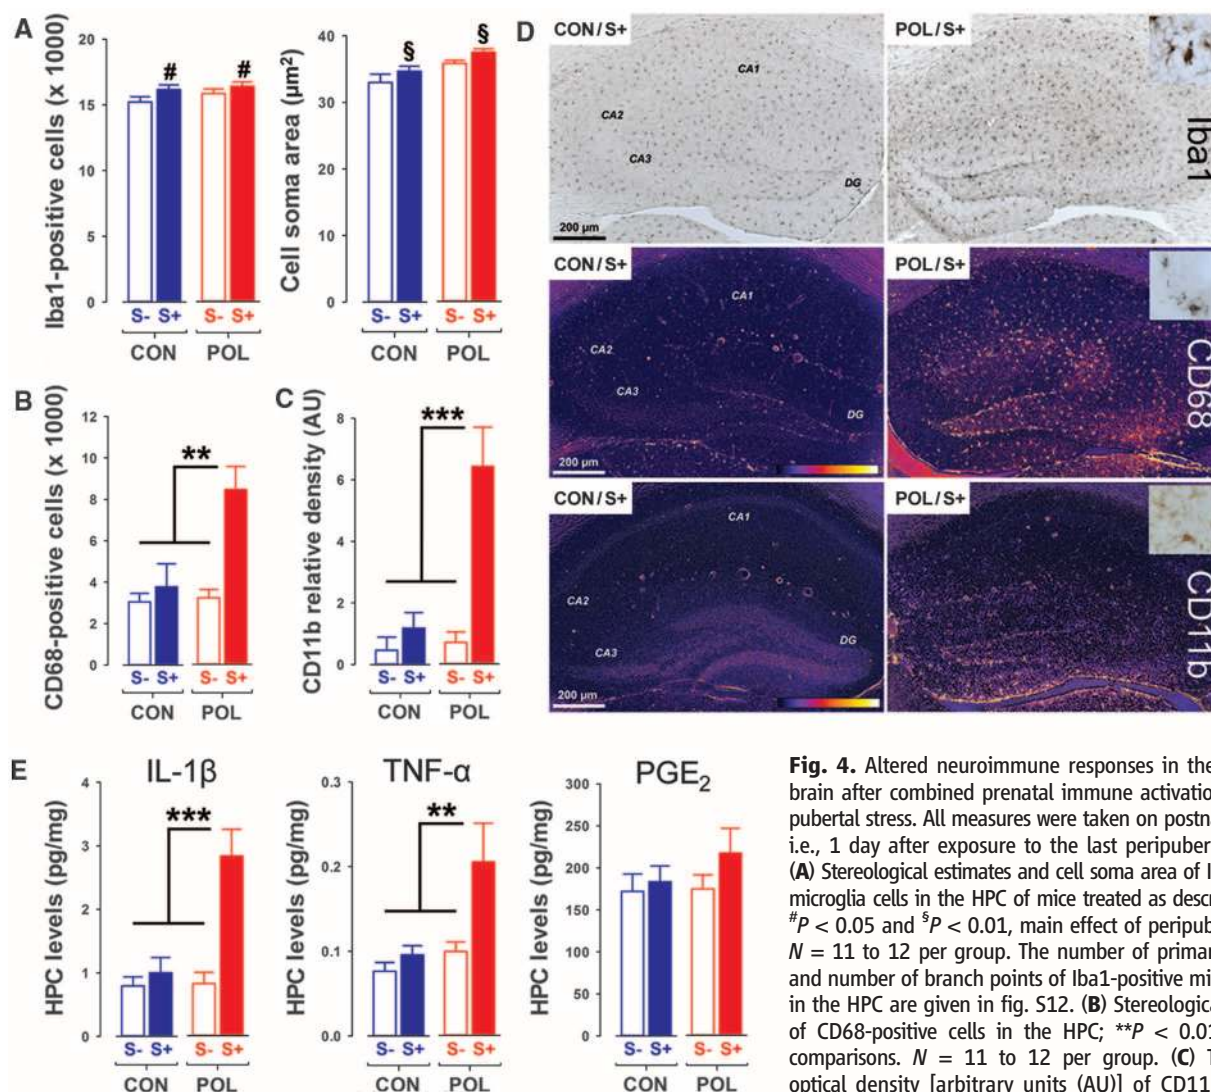 A
Iba1-positive cells (x 1000)
20
15
10
5
0
# #
S- S+ S- S+
CON POL
Cell soma area (µm²)
40
30
20
10
0
§ §
S- S+ S- S+
CON POL
B
CD68-positive cells (x 1000)
12
10
8
6
4
2
0
**
S- S+ S- S+
CON POL
C
CD11b relative density (AU)
8
6
4
2
0
***
S- S+ S- S+
CON POL
D
CON/S+
CA1
CA2
CA3
DG
200 µm
POL/S+
Iba1
CON/S+
CA1
CA2
CA3
DG
200 µm
POL/S+
CD68
CON/S+
CA1
CA2
CA3
DG
200 µm
POL/S+
CD11b
E
IL-1β
HPC levels (pg/mg)
4
3
2
1
0
***
S- S+ S- S+
CON POL
TNF-α
HPC levels (pg/mg)
0.3
0.2
0.1
0.0
**
S- S+ S- S+
CON POL
PGE₂
HPC levels (pg/mg)
300
250
200
150
100
50
0
S- S+ S- S+
CON POL
Fig. 4. Altered neuroimmune responses in the
brain after combined prenatal immune activatio
pubertal stress. All measures were taken on postna
i.e., 1 day after exposure to the last peripuber
(A) Stereological estimates and cell soma area of I
microglia cells in the HPC of mice treated as descr
#P < 0.05 and §P < 0.01, main effect of peripub
N = 11 to 12 per group. The number of primar
and number of branch points of Iba1-positive mi
in the HPC are given in fig. S12. (B) Stereologica
of CD68-positive cells in the HPC; **P < 0.01
comparisons. N = 11 to 12 per group. (C) T
optical density [arbitrary units (AU)] of CD11